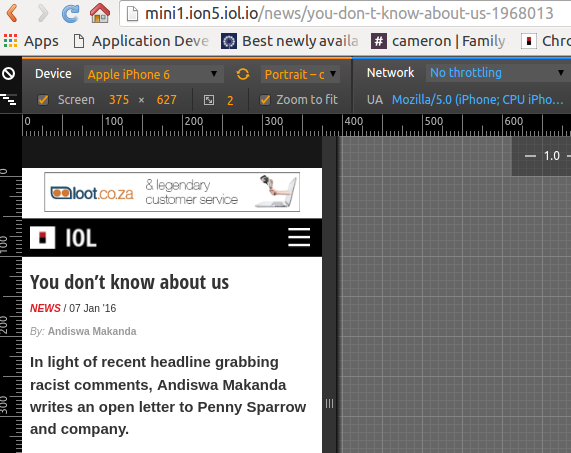 mini1.ion5.iol.io/news/you-don-t-know-about-us-1968013
Apps Application Deve Best newly availa cameron | Family Chr
Device Apple iPhone 6 Portrait – c Network No throttling
Screen 375 × 627 2 Zoom to fit UA Mozilla/5.0 (iPhone; CPU iPho...
0 100 200 300 400 500 600
0
100
200
300
1.0
loot.co.za
& legendary
customer service
IOL
You don't know about us
NEWS / 07 Jan '16
By: Andiswa Makanda
In light of recent headline grabbing
racist comments, Andiswa Makanda
writes an open letter to Penny Sparrow
and company.